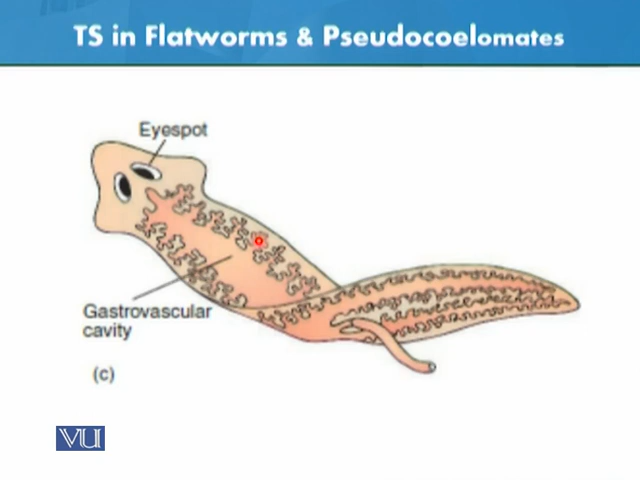 TS in Flatworms & Pseudocoelomates
Eyespot
Gastrovascular
cavity
(c)
VU